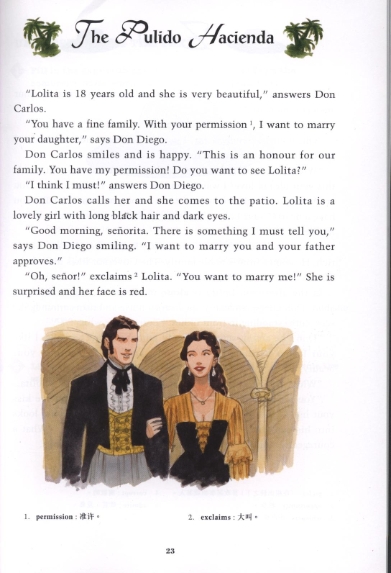 The Pulido Hacienda
“Lolita is 18 years old and she is very beautiful,” answers Don
Carlos.
“You have a fine family. With your permission ¹, I want to marry
your daughter,” says Don Diego.
Don Carlos smiles and is happy. “This is an honour for our
family. You have my permission! Do you want to see Lolita?”
“I think I must!” answers Don Diego.
Don Carlos calls her and she comes to the patio. Lolita is a
lovely girl with long black hair and dark eyes.
“Good morning, señorita. There is something I must tell you,”
says Don Diego smiling. “I want to marry you and your father
approves.”
“Oh, señor!” exclaims ² Lolita. “You want to marry me!” She is
surprised and her face is red.
1. permission : 准许。
2. exclaims : 大叫。
23